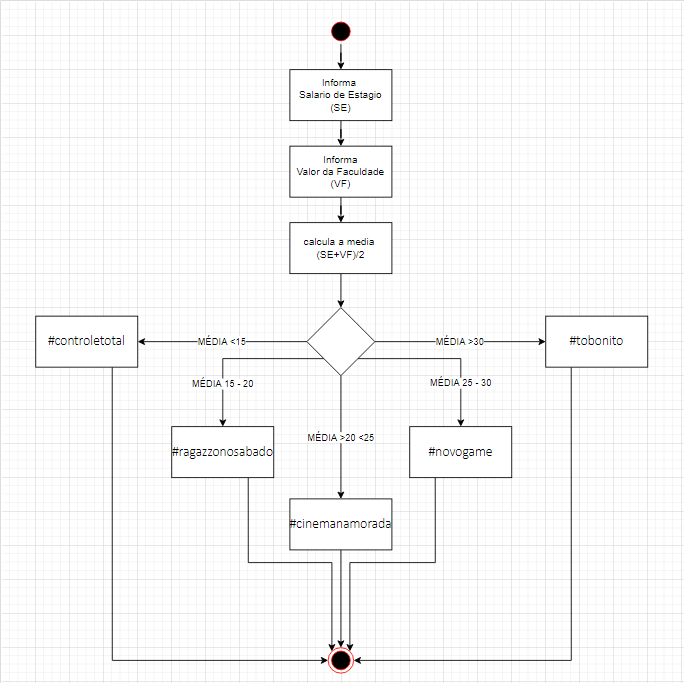 Informa
Salario de Estagio
(SE)
Informa
Valor da Faculdade
(VF)
calcula a media
(SE+VF)/2
#controletotal
MÉDIA <15
MÉDIA >30
#tobonito
MÉDIA 15 - 20
MÉDIA 25 - 30
MÉDIA >20 <25
#ragazzonosabado
#novogame
#cinemanamorada